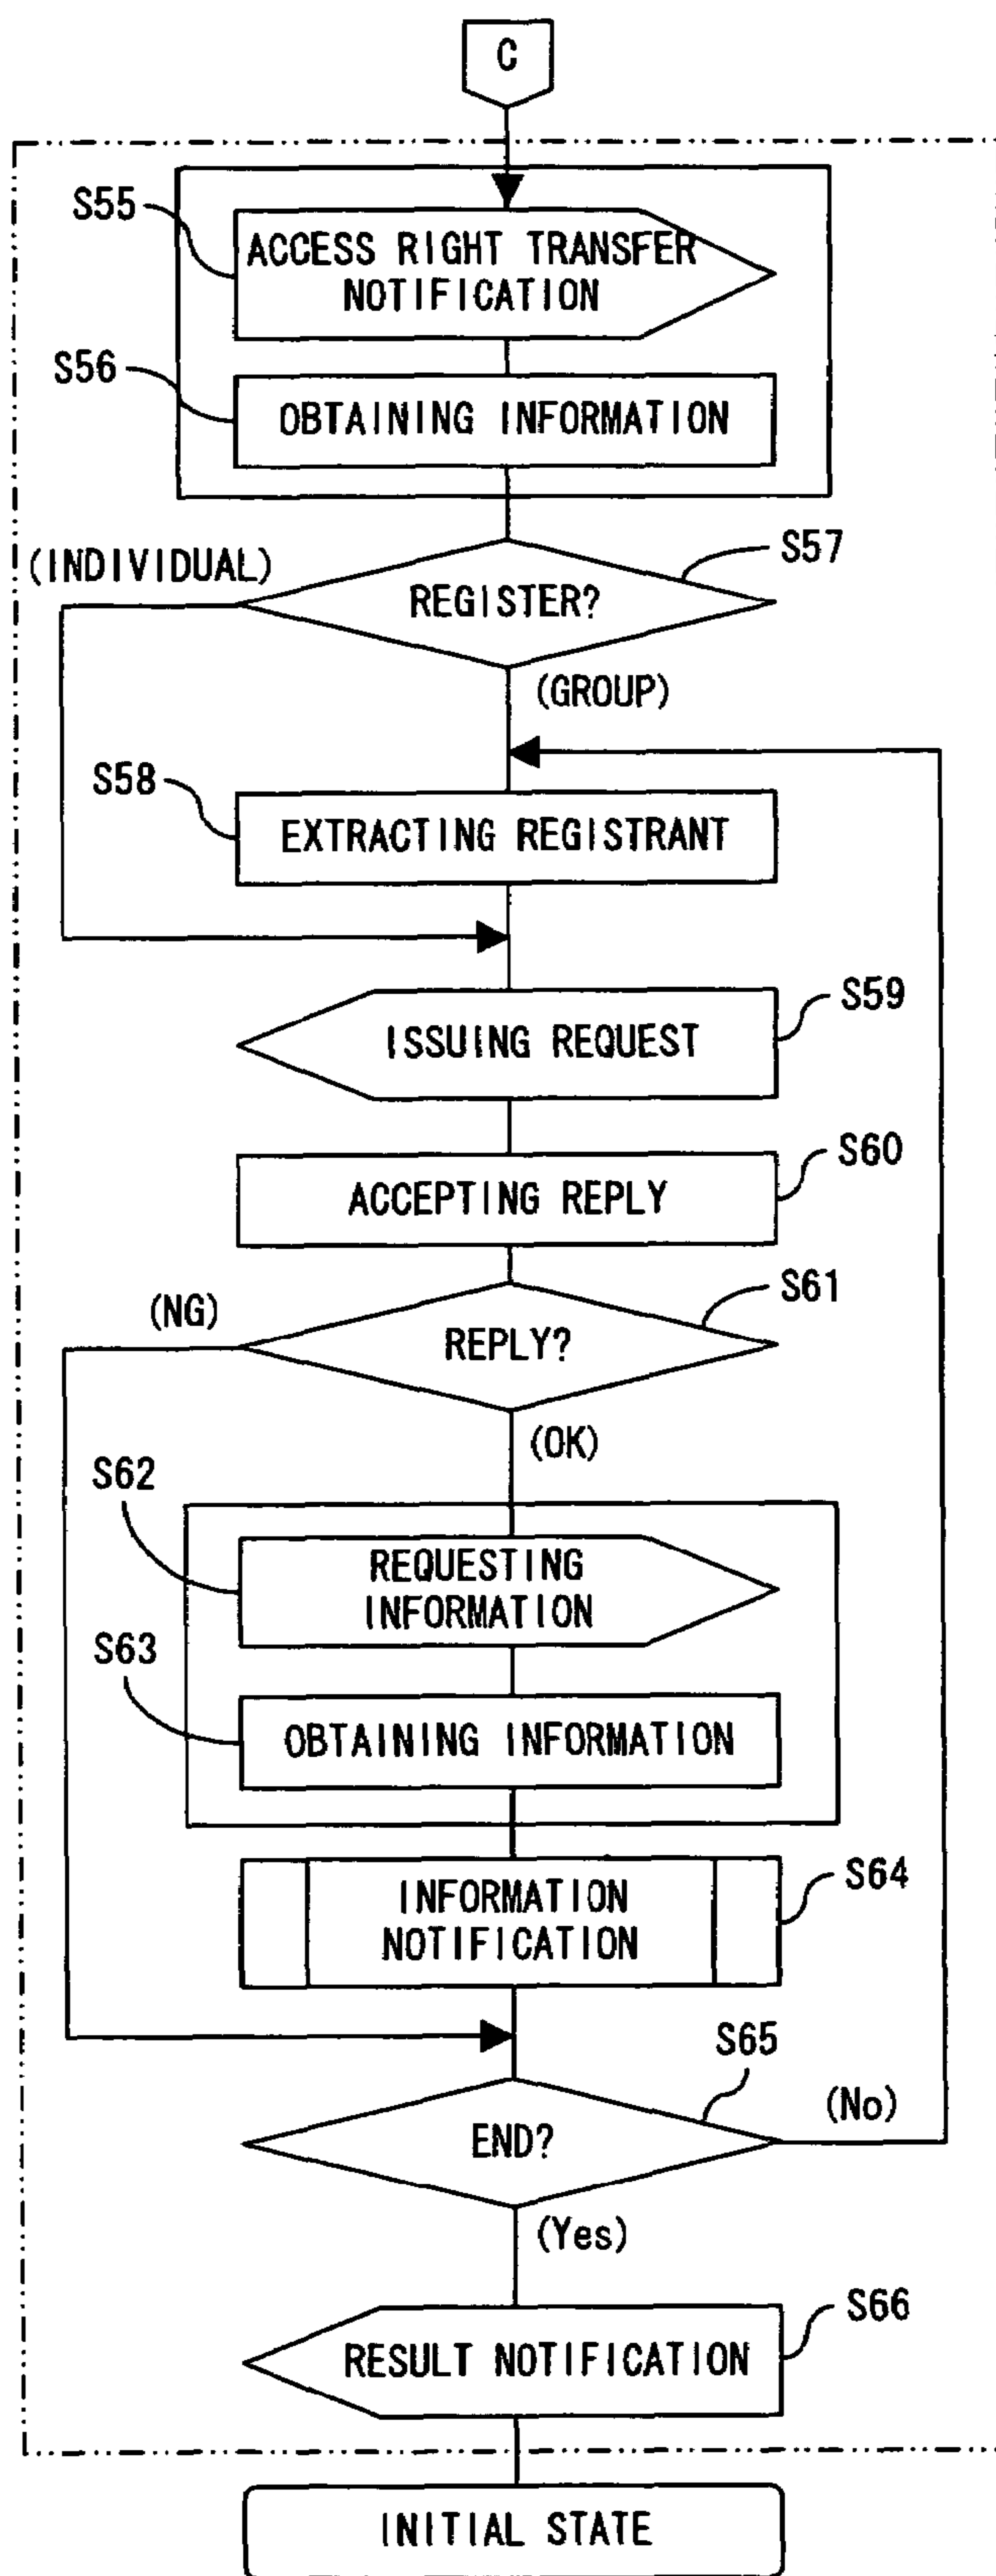 C
S55
ACCESS RIGHT TRANSFER
NOTIFICATION
S56
OBTAINING INFORMATION
(INDIVIDUAL)
S57
REGISTER?
(GROUP)
S58
EXTRACTING REGISTRANT
S59
ISSUING REQUEST
S60
ACCEPTING REPLY
(NG)
S61
REPLY?
(OK)
S62
REQUESTING
INFORMATION
S63
OBTAINING INFORMATION
S64
INFORMATION
NOTIFICATION
S65
(No)
END?
(Yes)
S66
RESULT NOTIFICATION
INITIAL STATE